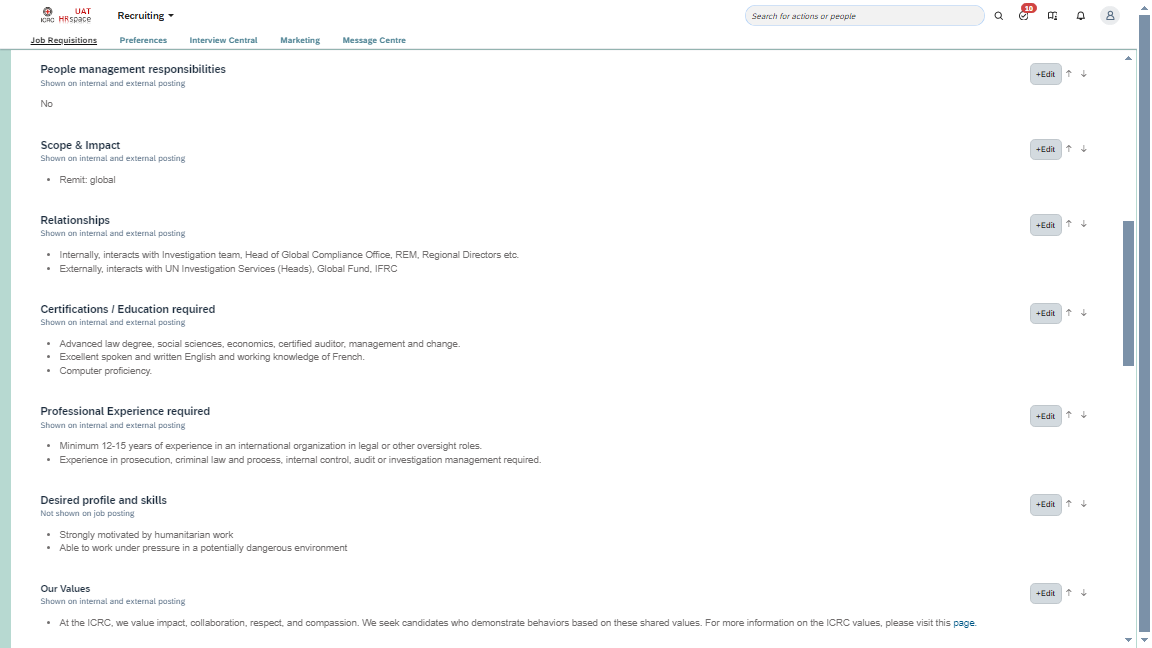 ICRC
UAT
HRspace
Recruiting
Search for actions or people
10
Job Requisitions
Preferences
Interview Central
Marketing
Message Centre
People management responsibilities
+Edit
Shown on internal and external posting
No
Scope & Impact
+Edit
Shown on internal and external posting
• Remit: global
Relationships
+Edit
Shown on internal and external posting
• Internally, interacts with Investigation team, Head of Global Compliance Office, REM, Regional Directors etc.
• Externally, interacts with UN Investigation Services (Heads), Global Fund, IFRC
Certifications / Education required
+Edit
Shown on internal and external posting
• Advanced law degree, social sciences, economics, certified auditor, management and change.
• Excellent spoken and written English and working knowledge of French.
• Computer proficiency.
Professional Experience required
+Edit
Shown on internal and external posting
• Minimum 12-15 years of experience in an international organization in legal or other oversight roles.
• Experience in prosecution, criminal law and process, internal control, audit or investigation management required.
Desired profile and skills
+Edit
Not shown on job posting
• Strongly motivated by humanitarian work
• Able to work under pressure in a potentially dangerous environment
Our Values
+Edit
Shown on internal and external posting
• At the ICRC, we value impact, collaboration, respect, and compassion. We seek candidates who demonstrate behaviors based on these shared values. For more information on the ICRC values, please visit this page.